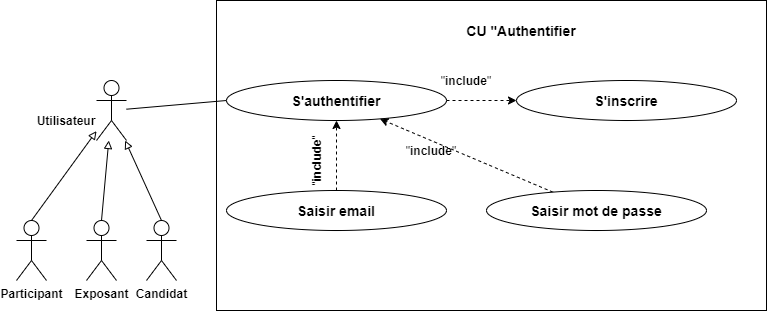 CU "Authentifier
"include"
S'authentifier
S'inscrire
Utilisateur
"include"
"include"
Saisir email
Saisir mot de passe
Participant
Exposant
Candidat